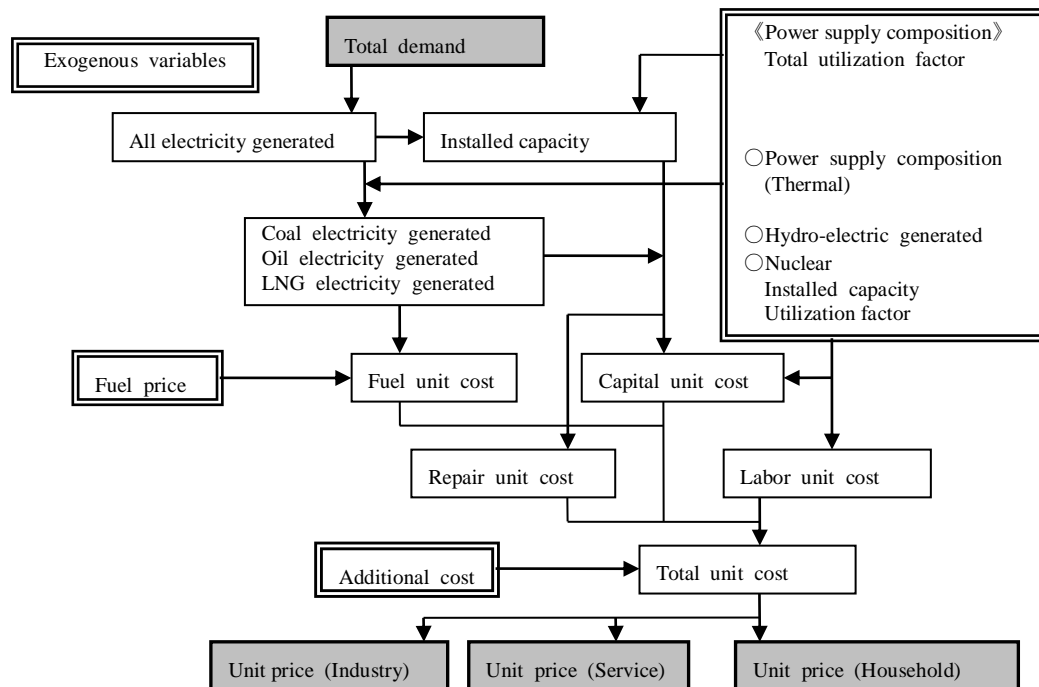 Total demand
Exogenous variables
《Power supply composition》
Total utilization factor
All electricity generated
Installed capacity
○Power supply composition
(Thermal)
○Hydro-electric generated
○Nuclear
Installed capacity
Utilization factor
Coal electricity generated
Oil electricity generated
LNG electricity generated
Fuel price
Fuel unit cost
Capital unit cost
Repair unit cost
Labor unit cost
Additional cost
Total unit cost
Unit price (Industry)
Unit price (Service)
Unit price (Household)